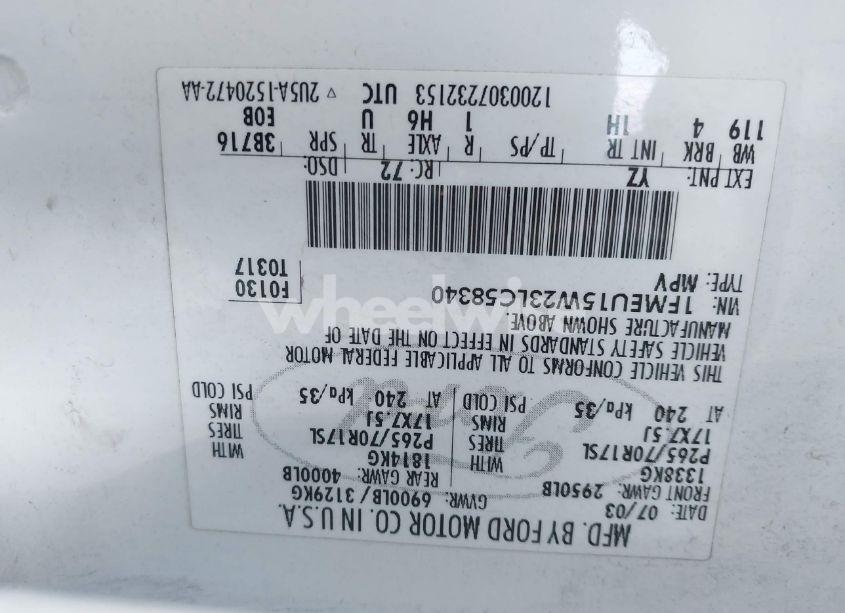 MFD. BY FORD MOTOR CO. IN U.S.A.
DATE: 07/03 GVWR: 6900LB / 3129KG
FRONT GAWR: 2950LB REAR GAWR: 4000LB
1338KG 1814KG
P265/70R17SL WITH TIRES P265/70R17SL WITH TIRES
17X7.5J RIMS 17X7.5J RIMS
AT 240 kPa/35 PSI COLD AT 240 kPa/35 PSI COLD
THIS VEHICLE CONFORMS TO ALL APPLICABLE FEDERAL MOTOR
VEHICLE SAFETY STANDARDS IN EFFECT ON THE DATE OF
MANUFACTURE SHOWN ABOVE.
VIN: 1FMEU15W23LC58340 F0130
TYPE: MPV T0317
EXT PNT: YZ RC: 72 DSO:
WB BRK INT TR TP/PS R AXLE TR SPR 3B716
119 4 1H 1 H6 U E0B
1200307232153 UTC ▽ 2U5A-1520472-AA
wheelwin